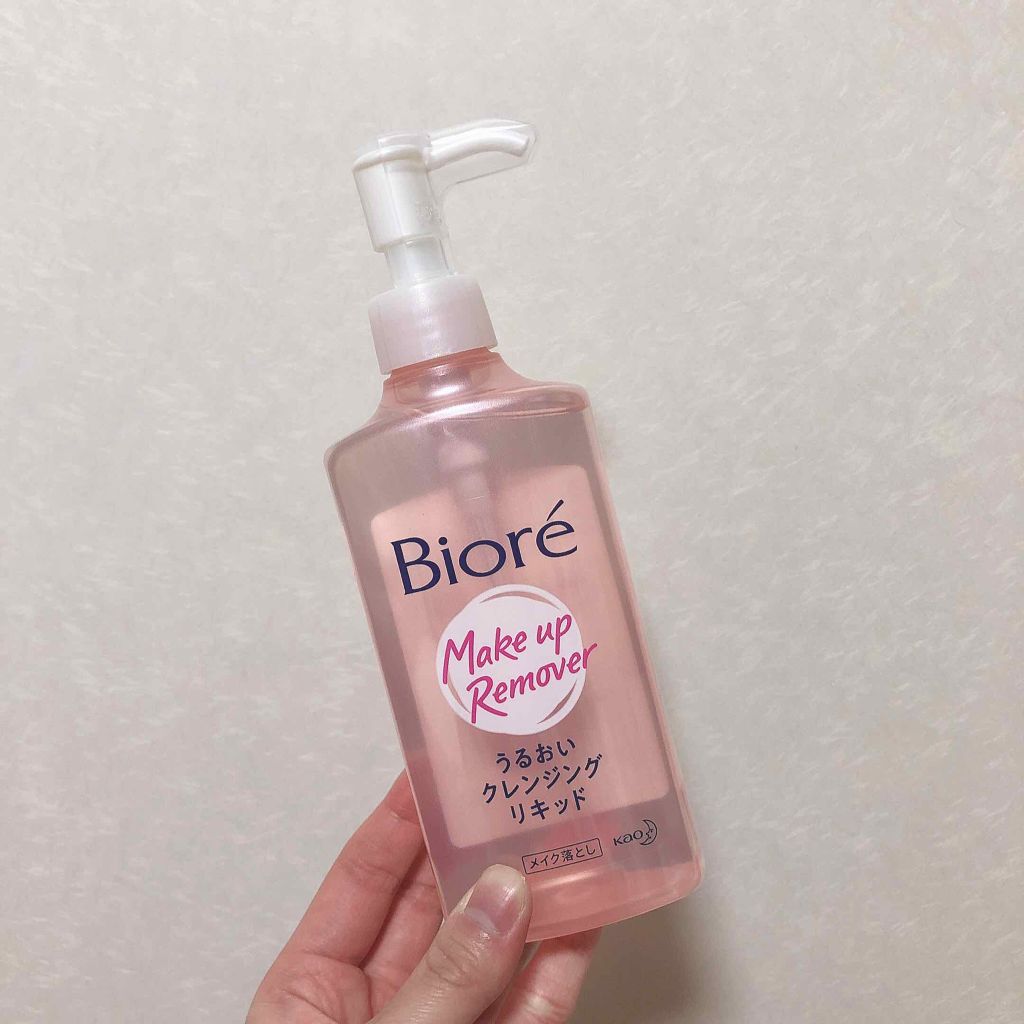 Bioré
Make up
Remover
うるおい
クレンジング
リキッド
メイク落とし
Kao